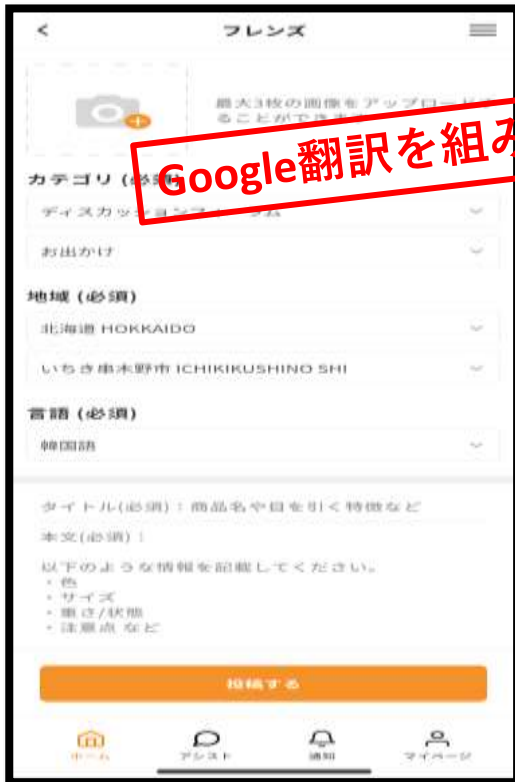 フレンズ
最大3枚の画像をアップロードす
ることができます
Google翻訳を組み
カテゴリ (必須)
ディスカッションフォーラム
お出かけ
地域 (必須)
北海道 HOKKAIDO
いちき串木野市 ICHIKIKUSHINO SHI
言語 (必須)
韓国語
タイトル(必須)：商品名や目を引く特徴など
本文(必須)：
以下のような情報を記載してください。
・色
・サイズ
・重さ/状態
・注意点 など
投稿する
ホーム
アシスト
通知
マイページ